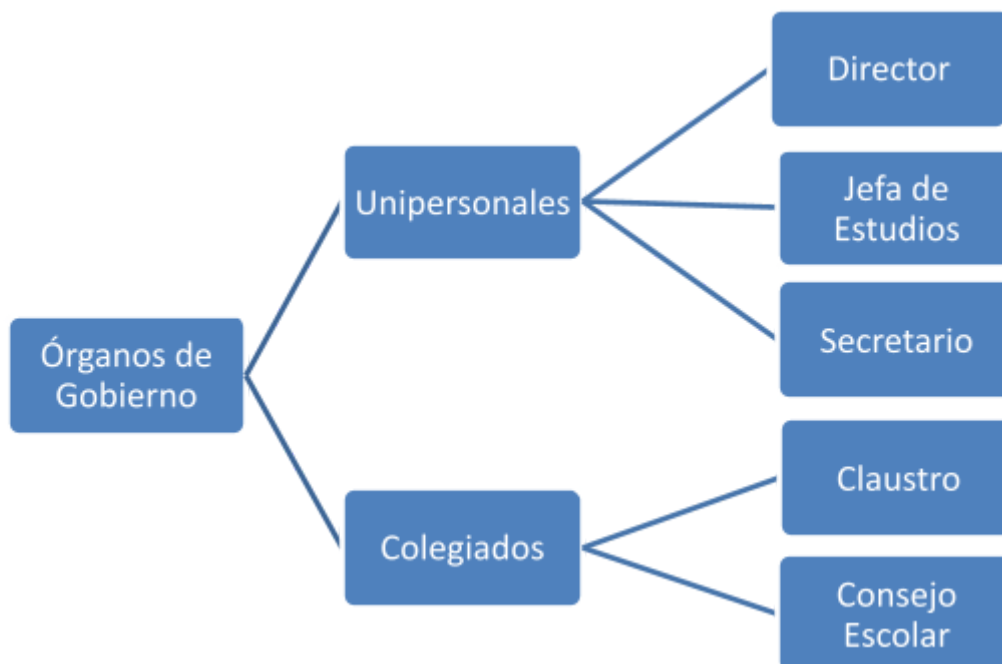 Órganos de
Gobierno
Unipersonales
Director
Jefa de
Estudios
Secretario
Colegiados
Claustro
Consejo
Escolar